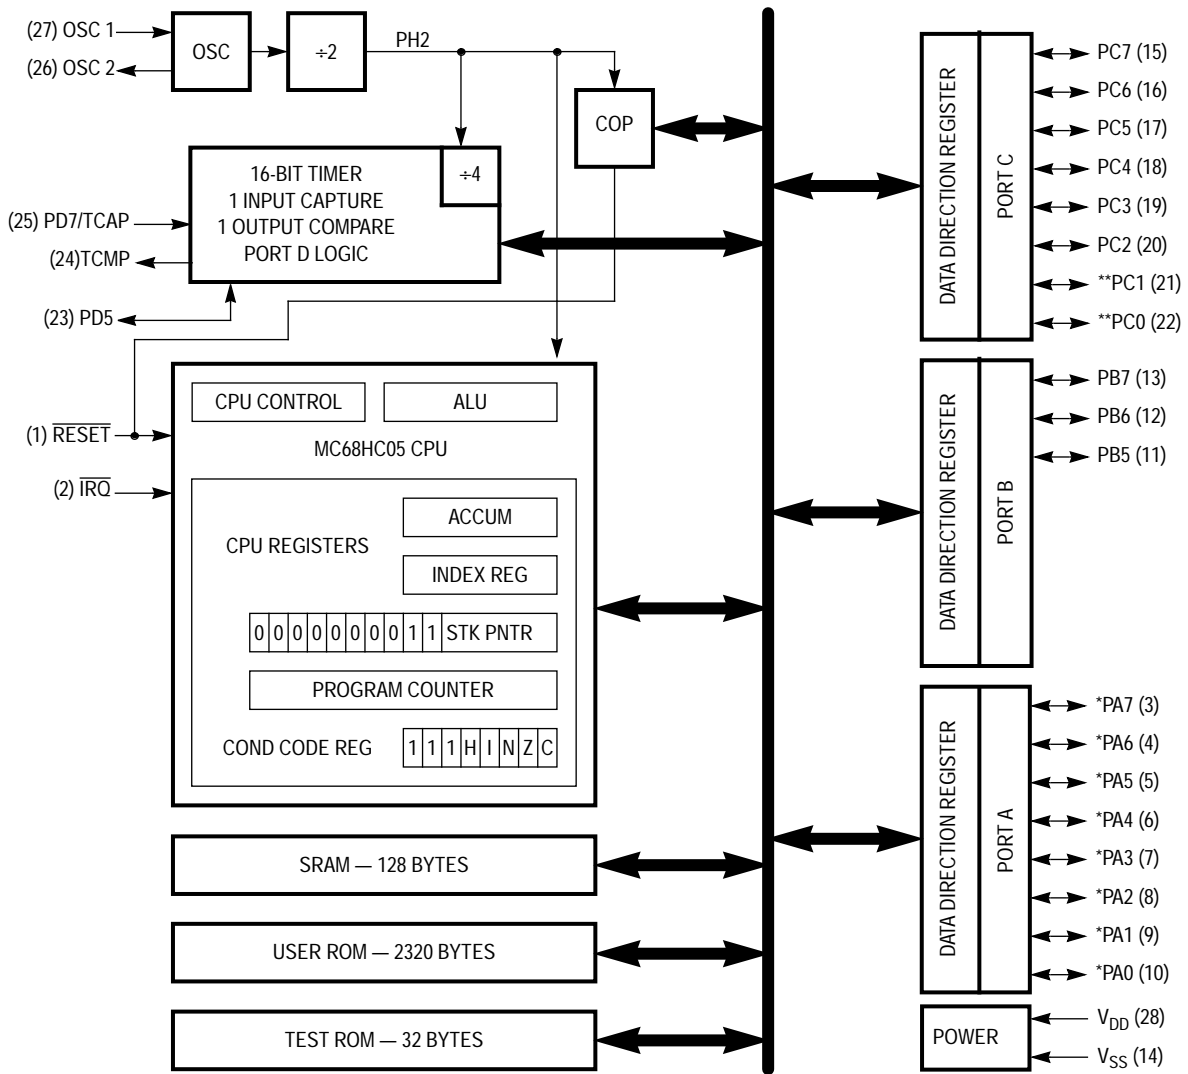 (27) OSC 1
(26) OSC 2
OSC
÷2
PH2
COP
16-BIT TIMER
1 INPUT CAPTURE
1 OUTPUT COMPARE
PORT D LOGIC
÷4
(25) PD7/TCAP
(24)TCMP
(23) PD5
(1) RESET
(2) IRQ
CPU CONTROL
ALU
MC68HC05 CPU
CPU REGISTERS
ACCUM
INDEX REG
0 0 0 0 0 0 0 0 1 1 STK PNTR
PROGRAM COUNTER
COND CODE REG
1 1 1 H I N Z C
SRAM — 128 BYTES
USER ROM — 2320 BYTES
TEST ROM — 32 BYTES
DATA DIRECTION REGISTER
PORT C
PC7 (15)
PC6 (16)
PC5 (17)
PC4 (18)
PC3 (19)
PC2 (20)
**PC1 (21)
**PC0 (22)
DATA DIRECTION REGISTER
PORT B
PB7 (13)
PB6 (12)
PB5 (11)
DATA DIRECTION REGISTER
PORT A
*PA7 (3)
*PA6 (4)
*PA5 (5)
*PA4 (6)
*PA3 (7)
*PA2 (8)
*PA1 (9)
*PA0 (10)
POWER
VDD (28)
VSS (14)